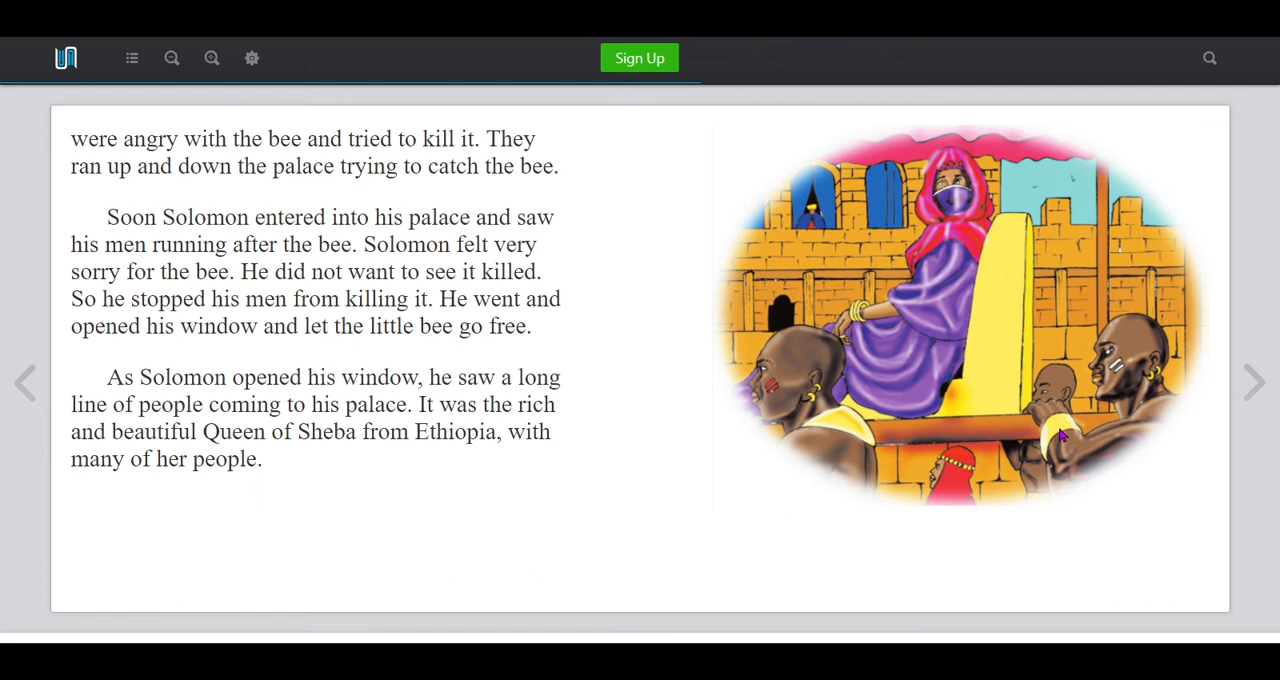 Sign Up
were angry with the bee and tried to kill it. They
ran up and down the palace trying to catch the bee.
Soon Solomon entered into his palace and saw
his men running after the bee. Solomon felt very
sorry for the bee. He did not want to see it killed.
So he stopped his men from killing it. He went and
opened his window and let the little bee go free.
As Solomon opened his window, he saw a long
line of people coming to his palace. It was the rich
and beautiful Queen of Sheba from Ethiopia, with
many of her people.